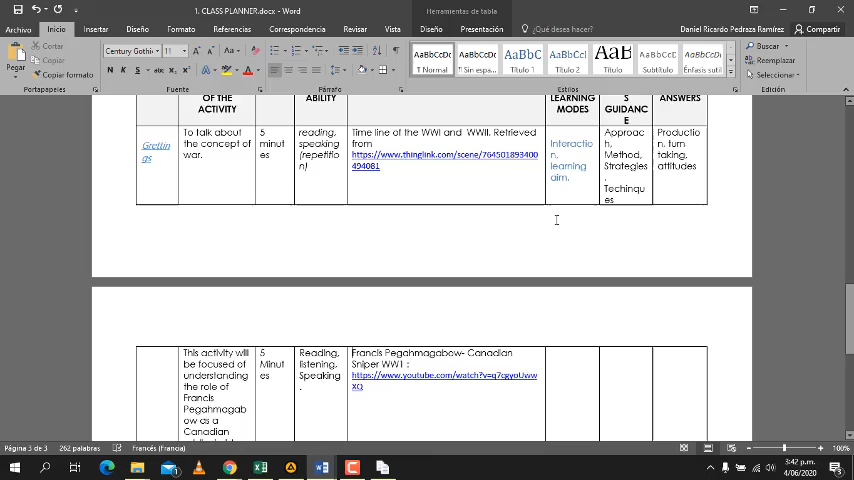 1. CLASS PLANNER.docx - Word
Herramientas de tabla
Archivo Inicio Insertar Diseño Formato Referencias Correspondencia Revisar Vista Diseño Presentación ¿Qué desea hacer? Daniel Ricardo Pedraza Ramírez Compartir
Pegar
Cortar
Copiar
Copiar formato
Portapapeles
Century Gothic 11
N K S
Fuente
Párrafo
AaBbCcDc AaBbCcDc AaBbC AaBbCcl AaB AaBbCcD AaBbCcDc
¶ Normal ¶ Sin espa... Título 1 Título 2 Título Subtítulo Énfasis sutil
Estilos
Buscar
Reemplazar
Seleccionar
Edición
OF THE
ACTIVITY
ABILITY
LEARNING
MODES
S
GUIDANC
E
ANSWERS
Grettin
gs
To talk about
the concept of
war.
5
minut
es
reading,
speaking
(repetitio
n)
Time line of the WWI and WWII. Retrieved
from
https://www.thinglink.com/scene/764501893400
494081
Interactio
n,
learning
aim.
Approac
h,
Method,
Strategies
,
Techinqu
es
Productio
n, turn
taking,
attitudes
This activity will
be focused of
understanding
the role of
Francis
Pegahmagab
ow as a
Canadian
5
Minut
es
Reading,
listening,
Speaking
.
Francis Pegahmagabow- Canadian
Sniper WW1 :
https://www.youtube.com/watch?v=q7cgyoUww
XQ
Página 3 de 3 262 palabras Francés (Francia) 100%
3:42 p.m.
4/06/2020